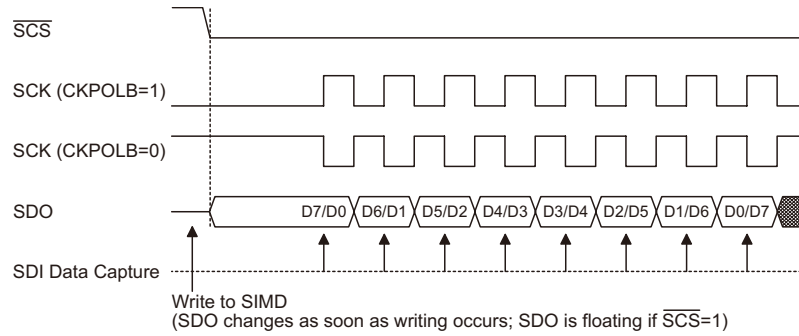 SCS
SCK (CKPOLB=1)
SCK (CKPOLB=0)
SDO
D7/D0 D6/D1 D5/D2 D4/D3 D3/D4 D2/D5 D1/D6 D0/D7
SDI Data Capture
Write to SIMD
(SDO changes as soon as writing occurs; SDO is floating if SCS=1)